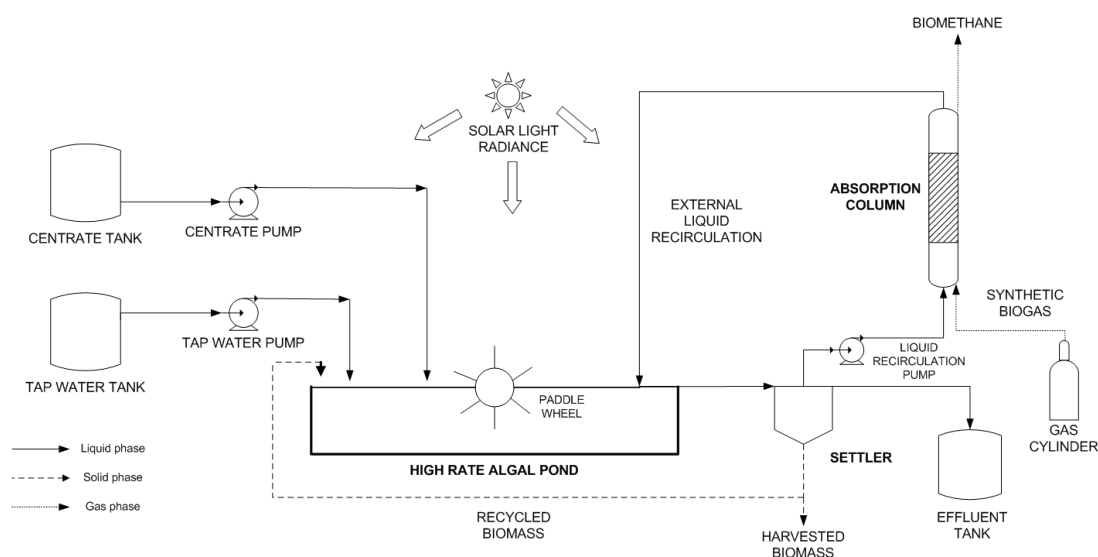 BIOMETHANE
SOLAR LIGHT
RADIANCE
ABSORPTION
COLUMN
EXTERNAL
LIQUID
RECIRCULATION
CENTRATE TANK
CENTRATE PUMP
SYNTHETIC
BIOGAS
TAP WATER PUMP
LIQUID
RECIRCULATION
PUMP
TAP WATER TANK
PADDLE
WHEEL
GAS
CYLINDER
Liquid phase
Solid phase
Gas phase
HIGH RATE ALGAL POND
SETTLER
RECYCLED
BIOMASS
HARVESTED
BIOMASS
EFFLUENT
TANK